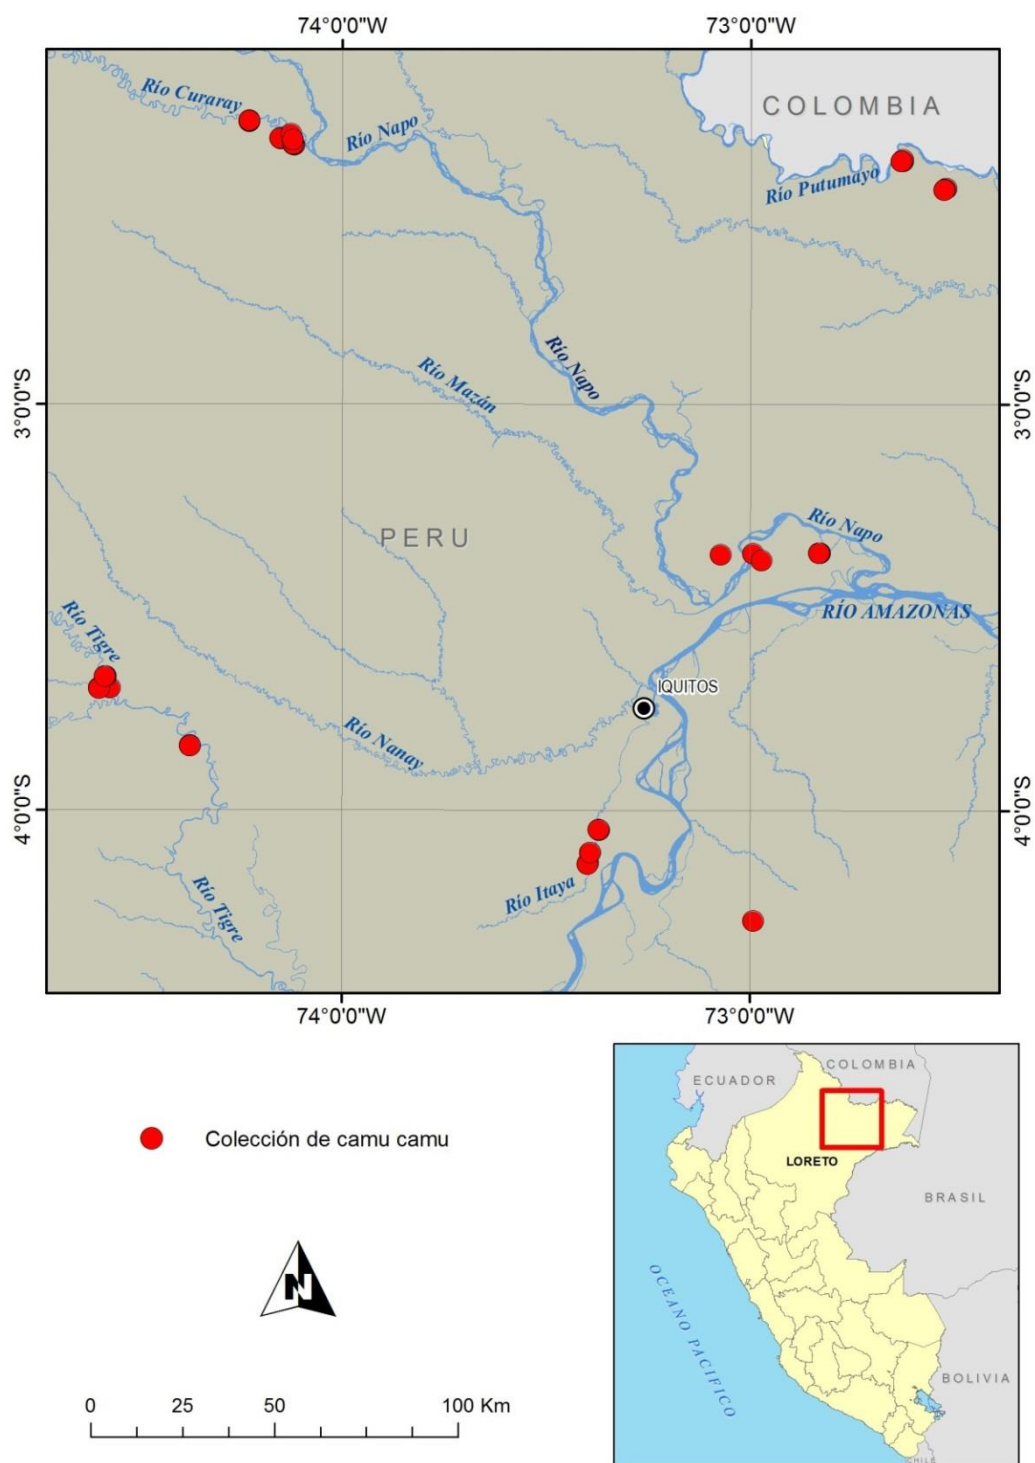 74°0'0"W
73°0'0"W
Río Curaray
Río Napo
COLOMBIA
Río Putumayo
Río Napo
3°0'0"S
3°0'0"S
Río Mazán
PERU
Río Napo
RÍO AMAZONAS
Río Tigre
IQUITOS
Río Nanay
4°0'0"S
4°0'0"S
Río Itaya
Río Tigre
74°0'0"W
73°0'0"W
Colección de camu camu
N
0 25 50 100 Km
COLOMBIA
ECUADOR
LORETO
BRASIL
OCEANO PACIFICO
BOLIVIA
CHILE